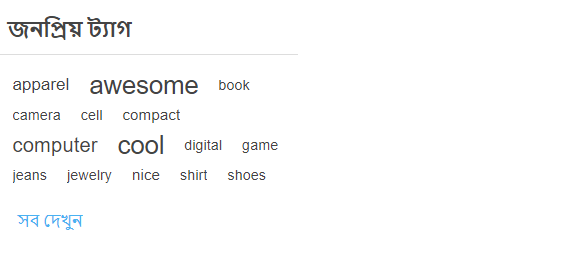 জনপ্রিয় ট্যাগ
apparel awesome book
camera cell compact
computer cool digital game
jeans jewelry nice shirt shoes
সব দেখুন